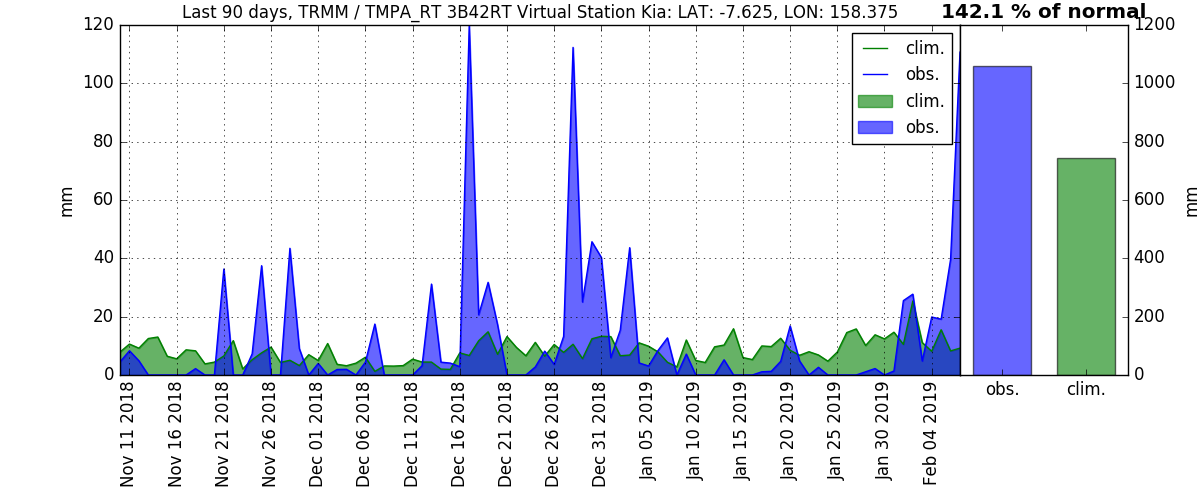 Last 90 days, TRMM / TMPA_RT 3B42RT Virtual Station Kia: LAT: -7.625, LON: 158.375
142.1 % of normal
120
100
80
60
40
20
0
mm
clim.
obs.
clim.
obs.
Nov 11 2018
Nov 16 2018
Nov 21 2018
Nov 26 2018
Dec 01 2018
Dec 06 2018
Dec 11 2018
Dec 16 2018
Dec 21 2018
Dec 26 2018
Dec 31 2018
Jan 05 2019
Jan 10 2019
Jan 15 2019
Jan 20 2019
Jan 25 2019
Jan 30 2019
Feb 04 2019
1200
1000
800
600
400
200
0
mm
obs.
clim.